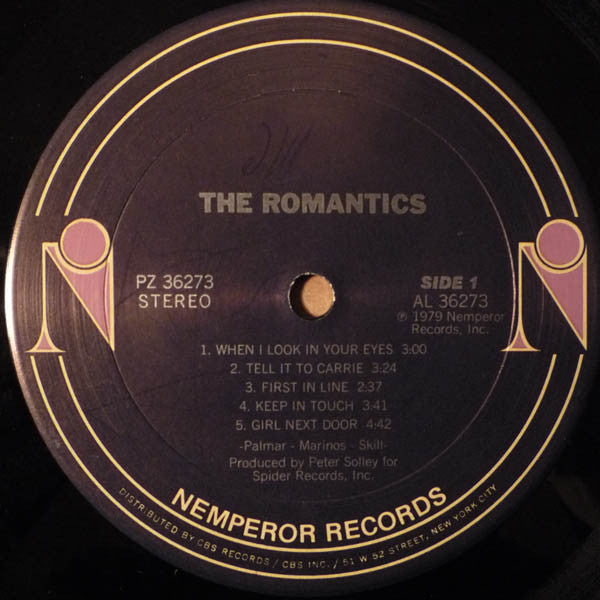 THE ROMANTICS
PZ 36273
STEREO
SIDE 1
AL 36273
℗ 1979 Nemperor
Records, Inc.
1. WHEN I LOOK IN YOUR EYES 3:00
2. TELL IT TO CARRIE 3:24
3. FIRST IN LINE 2:37
4. KEEP IN TOUCH 3:41
5. GIRL NEXT DOOR 4:42
-Palmar - Marinos - Skill-
Produced by Peter Solley for
Spider Records, Inc.
NEMPEROR RECORDS
DISTRIBUTED BY CBS RECORDS / CBS INC. / 51 W 52 STREET, NEW YORK CITY